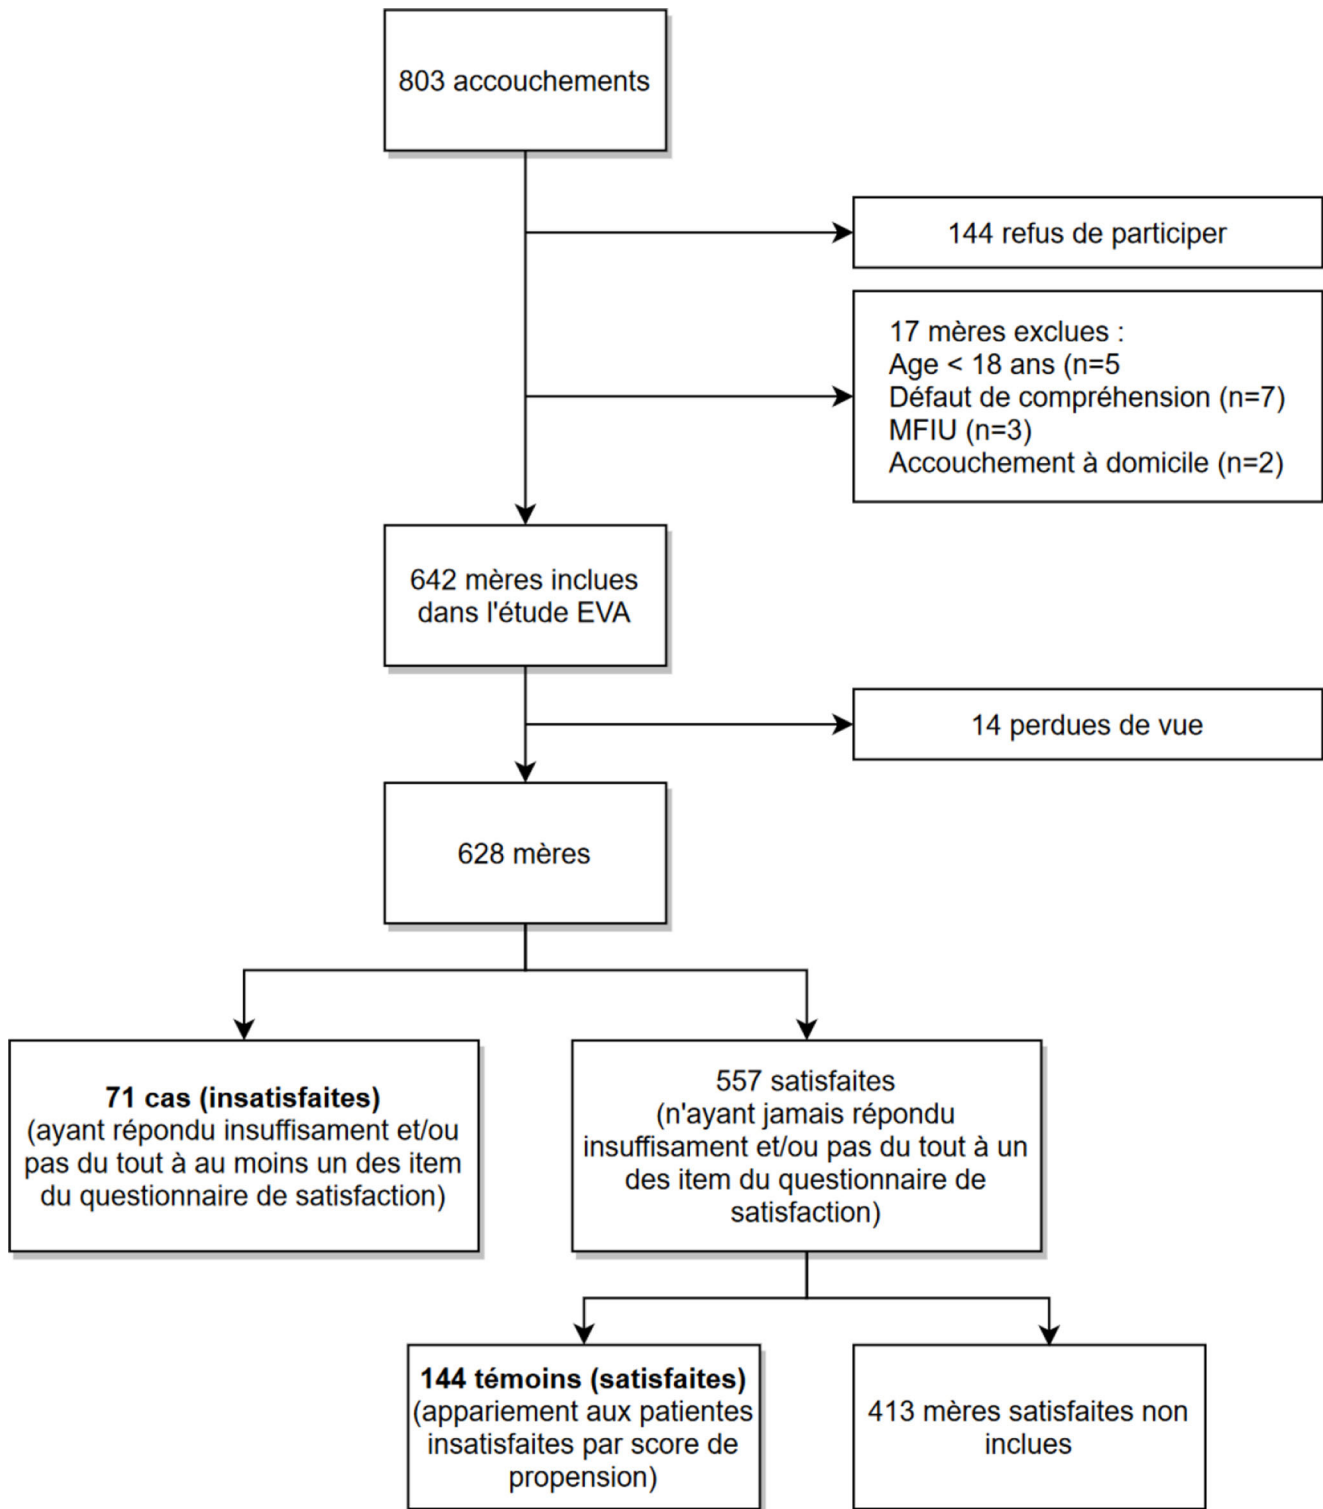 803 accouchements
144 refus de participer
17 mères exclues :
Age < 18 ans (n=5
Défaut de compréhension (n=7)
MFIU (n=3)
Accouchement à domicile (n=2)
642 mères inclues
dans l'étude EVA
14 perdues de vue
628 mères
71 cas (insatisfaites)
(ayant répondu insuffisament et/ou
pas du tout à au moins un des item
du questionnaire de satisfaction)
557 satisfaites
(n'ayant jamais répondu
insuffisament et/ou pas du tout à un
des item du questionnaire de
satisfaction)
144 témoins (satisfaites)
(appariement aux patientes
insatisfaites par score de
propension)
413 mères satisfaites non
inclues